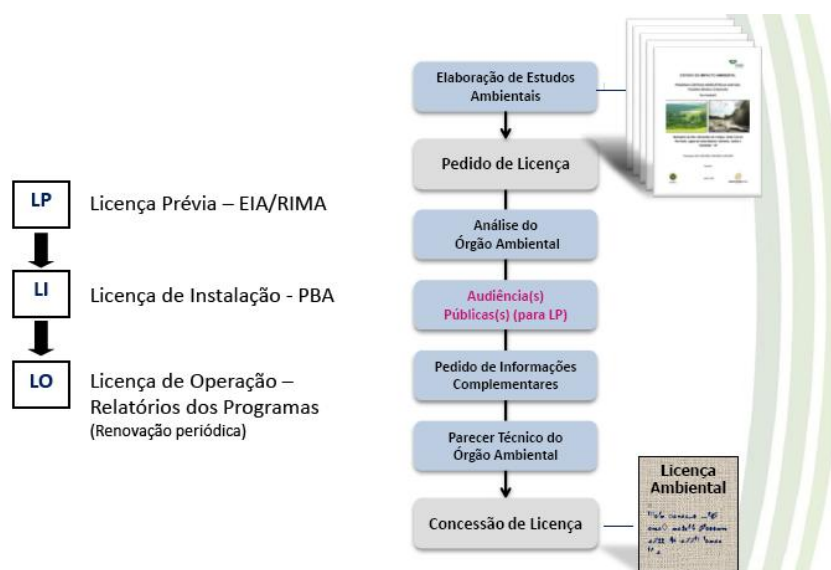 LP
Licença Prévia – EIA/RIMA
LI
Licença de Instalação - PBA
LO
Licença de Operação –
Relatórios dos Programas
(Renovação periódica)
Elaboração de Estudos
Ambientais
Pedido de Licença
Análise do
Órgão Ambiental
Audiência(s)
Públicas(s) (para LP)
Pedido de Informações
Complementares
Parecer Técnico do
Órgão Ambiental
Concessão de Licença
Licença
Ambiental